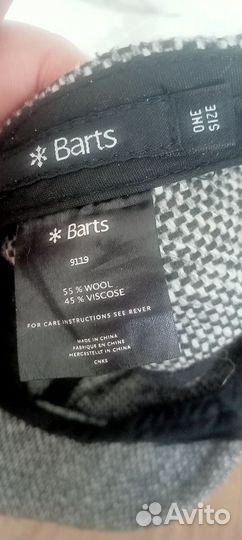 Barts
ONE
SIZE
Barts
9119
55 % WOOL
45 % VISCOSE
FOR CARE INSTRUCTIONS SEE REVER
MADE IN CHINA
FABRIQUE EN CHINE
HERGESTELLT IN CHINA
CNKS
Avito